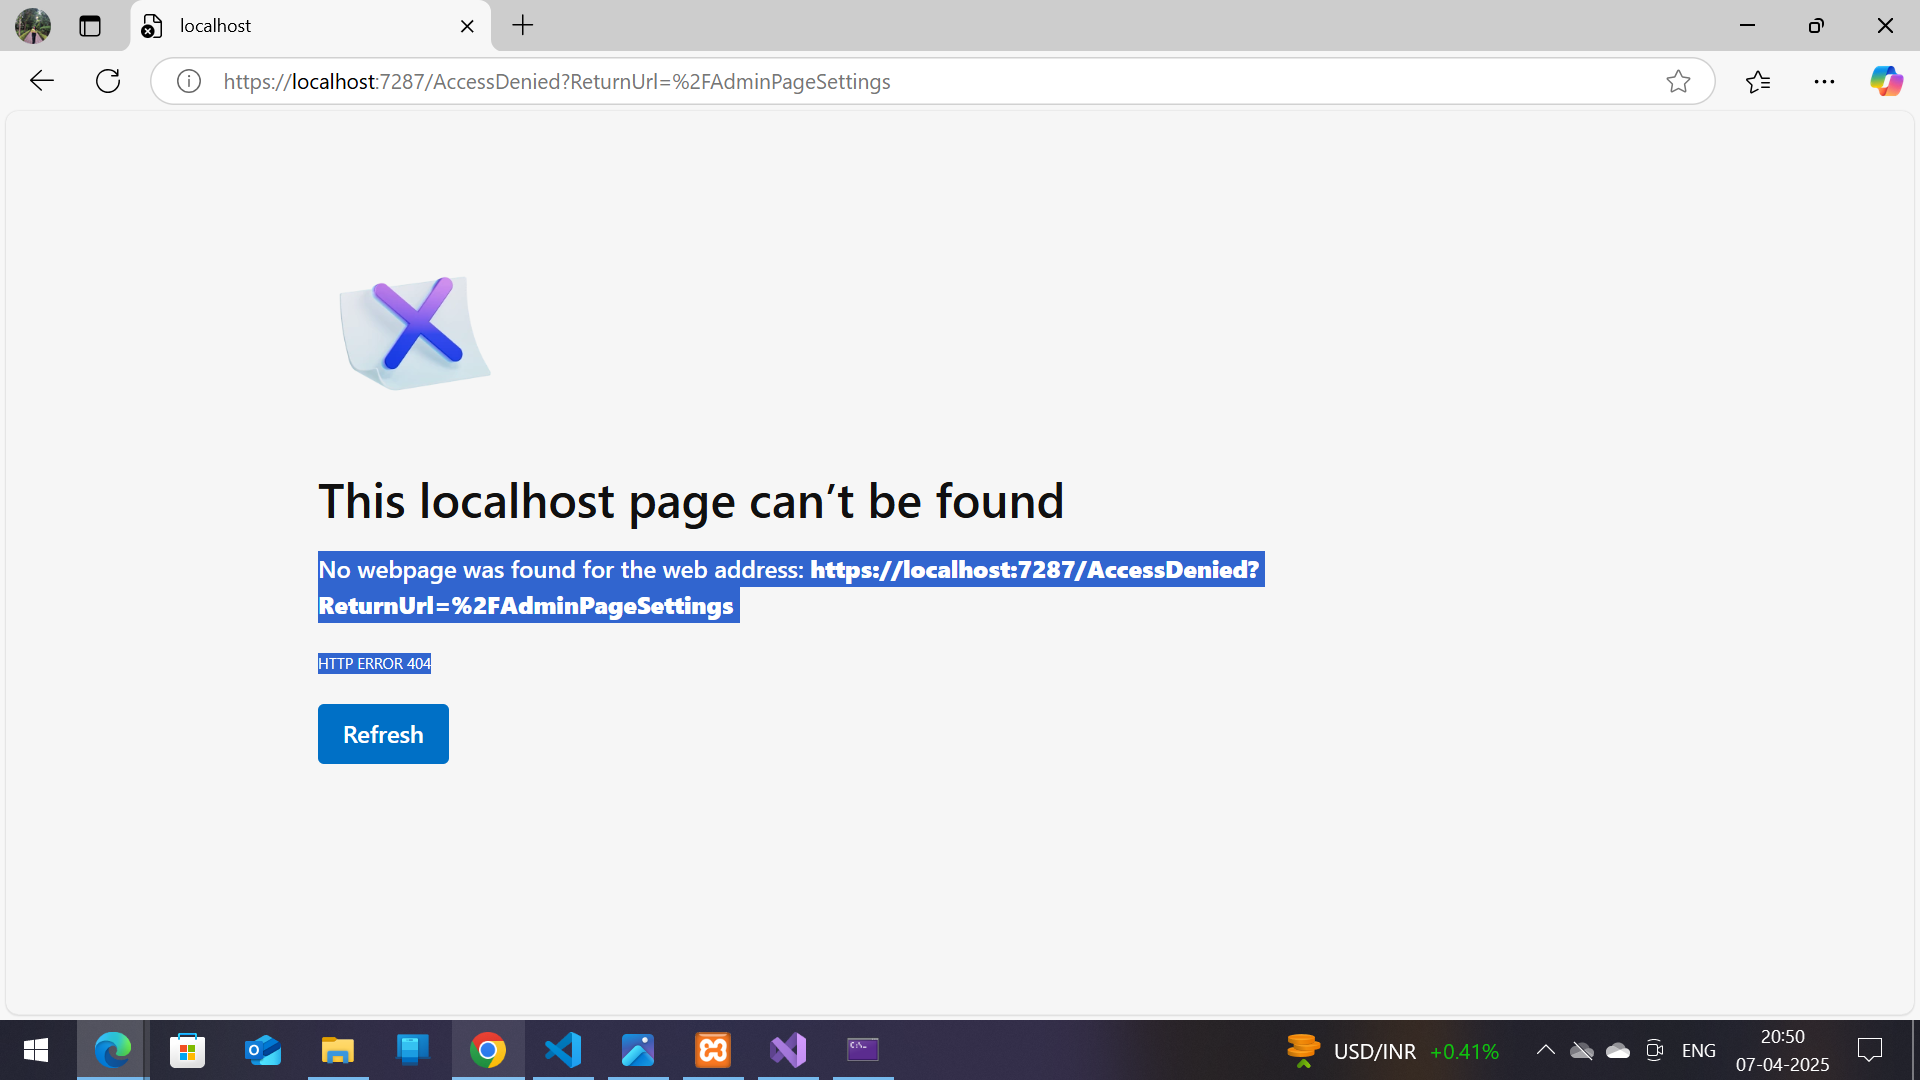 localhost
https://localhost:7287/AccessDenied?ReturnUrl=%2FAdminPageSettings
This localhost page can’t be found
No webpage was found for the web address: https://localhost:7287/AccessDenied?
ReturnUrl=%2FAdminPageSettings
HTTP ERROR 404
Refresh
USD/INR +0.41%
ENG
20:50
07-04-2025